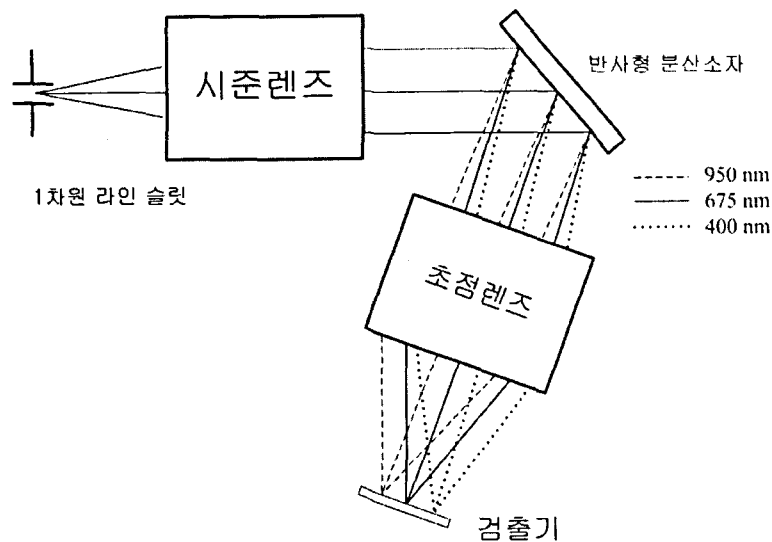 시준렌즈
반사형 분산소자
950 nm
675 nm
400 nm
1차원 라인 슬릿
초점렌즈
검출기